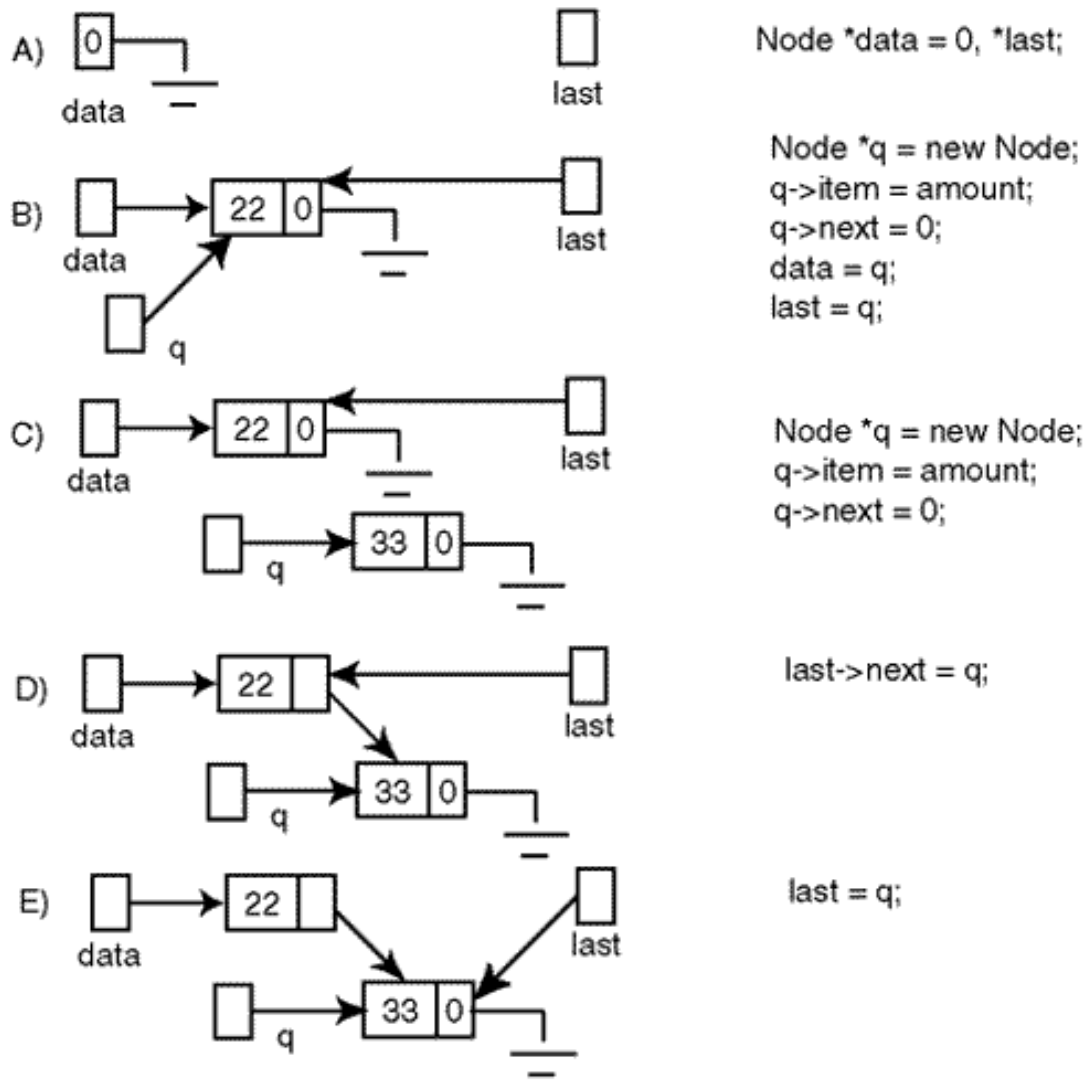 A) 0
data
last
Node *data = 0, *last;
B)
data
22 0
last
q
Node *q = new Node;
q->item = amount;
q->next = 0;
data = q;
last = q;
C)
data
22 0
last
q
33 0
Node *q = new Node;
q->item = amount;
q->next = 0;
D)
data
22
last
q
33 0
last->next = q;
E)
data
22
last
q
33 0
last = q;